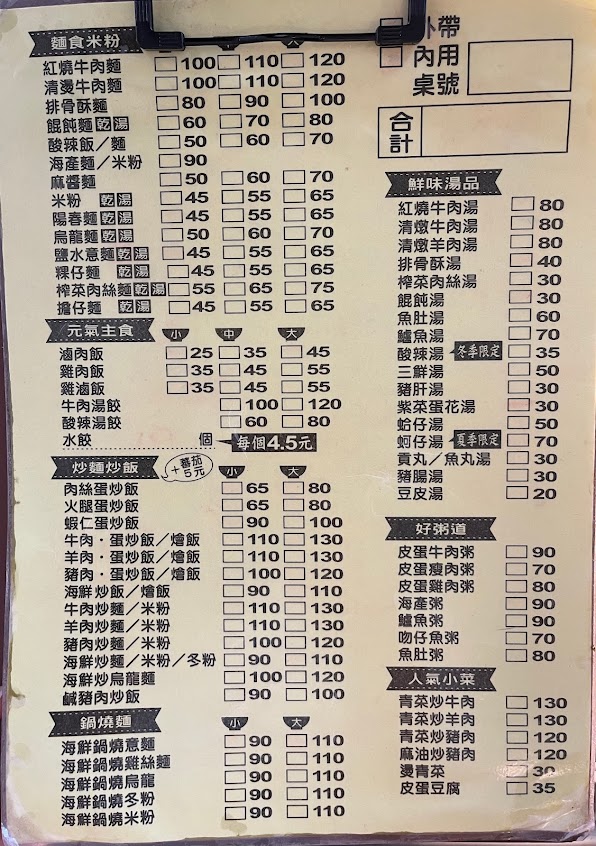 麵食米粉 小 中 大
紅燒牛肉麵 □100 □110 □120
清燙牛肉麵 □100 □110 □120
排骨酥麵 □80 □90 □100
餛飩麵 乾 湯 □60 □70 □80
酸辣飯／麵 □50 □60 □70
海產麵／米粉 □90
麻醬麵 □50 □60 □70
米粉 乾 湯 □45 □55 □65
陽春麵 乾 湯 □45 □55 □65
烏龍麵 乾 湯 □50 □60 □70
鹽水意麵 乾 湯 □45 □55 □65
粿仔麵 乾 湯 □45 □55 □65
榨菜肉絲麵 乾 湯 □55 □65 □75
擔仔麵 乾 湯 □45 □55 □65
元氣主食 小 中 大
滷肉飯 □25 □35 □45
雞肉飯 □35 □45 □55
雞滷飯 □35 □45 □55
牛肉湯餃 □100 □120
酸辣湯餃 □60 □80
水餃 個 每個4.5元
炒麵炒飯 +蕃茄5元 小 大
肉絲蛋炒飯 □65 □80
火腿蛋炒飯 □65 □80
蝦仁蛋炒飯 □90 □100
牛肉・蛋炒飯／燴飯 □110 □130
羊肉・蛋炒飯／燴飯 □110 □130
豬肉・蛋炒飯／燴飯 □100 □120
海鮮炒飯／燴飯 □90 □110
牛肉炒麵／米粉 □110 □130
羊肉炒麵／米粉 □110 □130
豬肉炒麵／米粉 □100 □120
海鮮炒麵／米粉／冬粉 □90 □110
海鮮炒烏龍麵 □100 □120
鹹豬肉炒飯 □90 □100
鍋燒麵 小 大
海鮮鍋燒意麵 □90 □110
海鮮鍋燒雞絲麵 □90 □110
海鮮鍋燒烏龍 □90 □110
海鮮鍋燒冬粉 □90 □110
海鮮鍋燒米粉 □90 □110
□外帶
□內用
桌號
合計
鮮味湯品
紅燒牛肉湯 □80
清燉牛肉湯 □80
清燉羊肉湯 □80
排骨酥湯 □40
榨菜肉絲湯 □30
餛飩湯 □30
魚肚湯 □60
鱸魚湯 □70
酸辣湯 冬季限定 □35
三鮮湯 □50
豬肝湯 □30
紫菜蛋花湯 □30
蛤仔湯 □50
蚵仔湯 夏季限定 □70
貢丸／魚丸湯 □30
豬腸湯 □30
豆皮湯 □20
好粥道
皮蛋牛肉粥 □90
皮蛋瘦肉粥 □70
皮蛋雞肉粥 □80
海產粥 □90
鱸魚粥 □90
吻仔魚粥 □70
魚肚粥 □80
人氣小菜
青菜炒牛肉 □130
青菜炒羊肉 □130
青菜炒豬肉 □120
麻油炒豬肉 □120
燙青菜 □30
皮蛋豆腐 □35